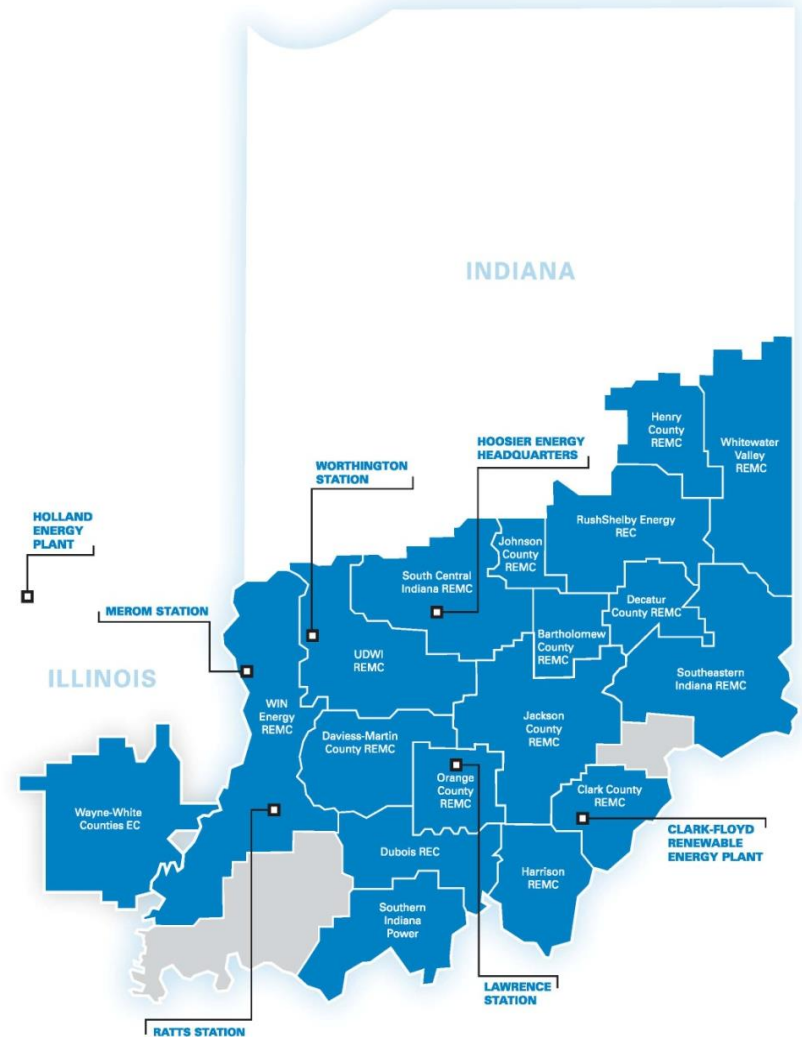 INDIANA
Henry
County
REMC
Whitewater
Valley
REMC
HOOSIER ENERGY
HEADQUARTERS
WORTHINGTON
STATION
HOLLAND
ENERGY
PLANT
RushShelby Energy
REC
Johnson
County
REMC
South Central
Indiana REMC
Decatur
County REMC
MEROM STATION
Bartholomew
County
REMC
UDWI
REMC
Southeastern
Indiana REMC
ILLINOIS
WIN
Energy
REMC
Jackson
County
REMC
Daviess-Martin
County REMC
Orange
County
REMC
Clark County
REMC
Wayne-White
Counties EC
CLARK-FLOYD
RENEWABLE
ENERGY PLANT
Dubois REC
Harrison
REMC
Southern
Indiana
Power
LAWRENCE
STATION
RATTS STATION